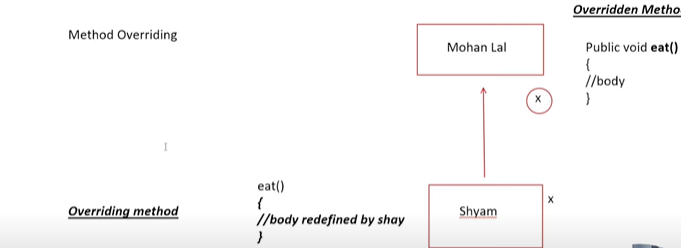 Overridden Metho
Method Overriding
Mohan Lal
Public void eat()
{
//body
}
x
eat()
{
//body redefined by shay
}
Overriding method
Shyam
x